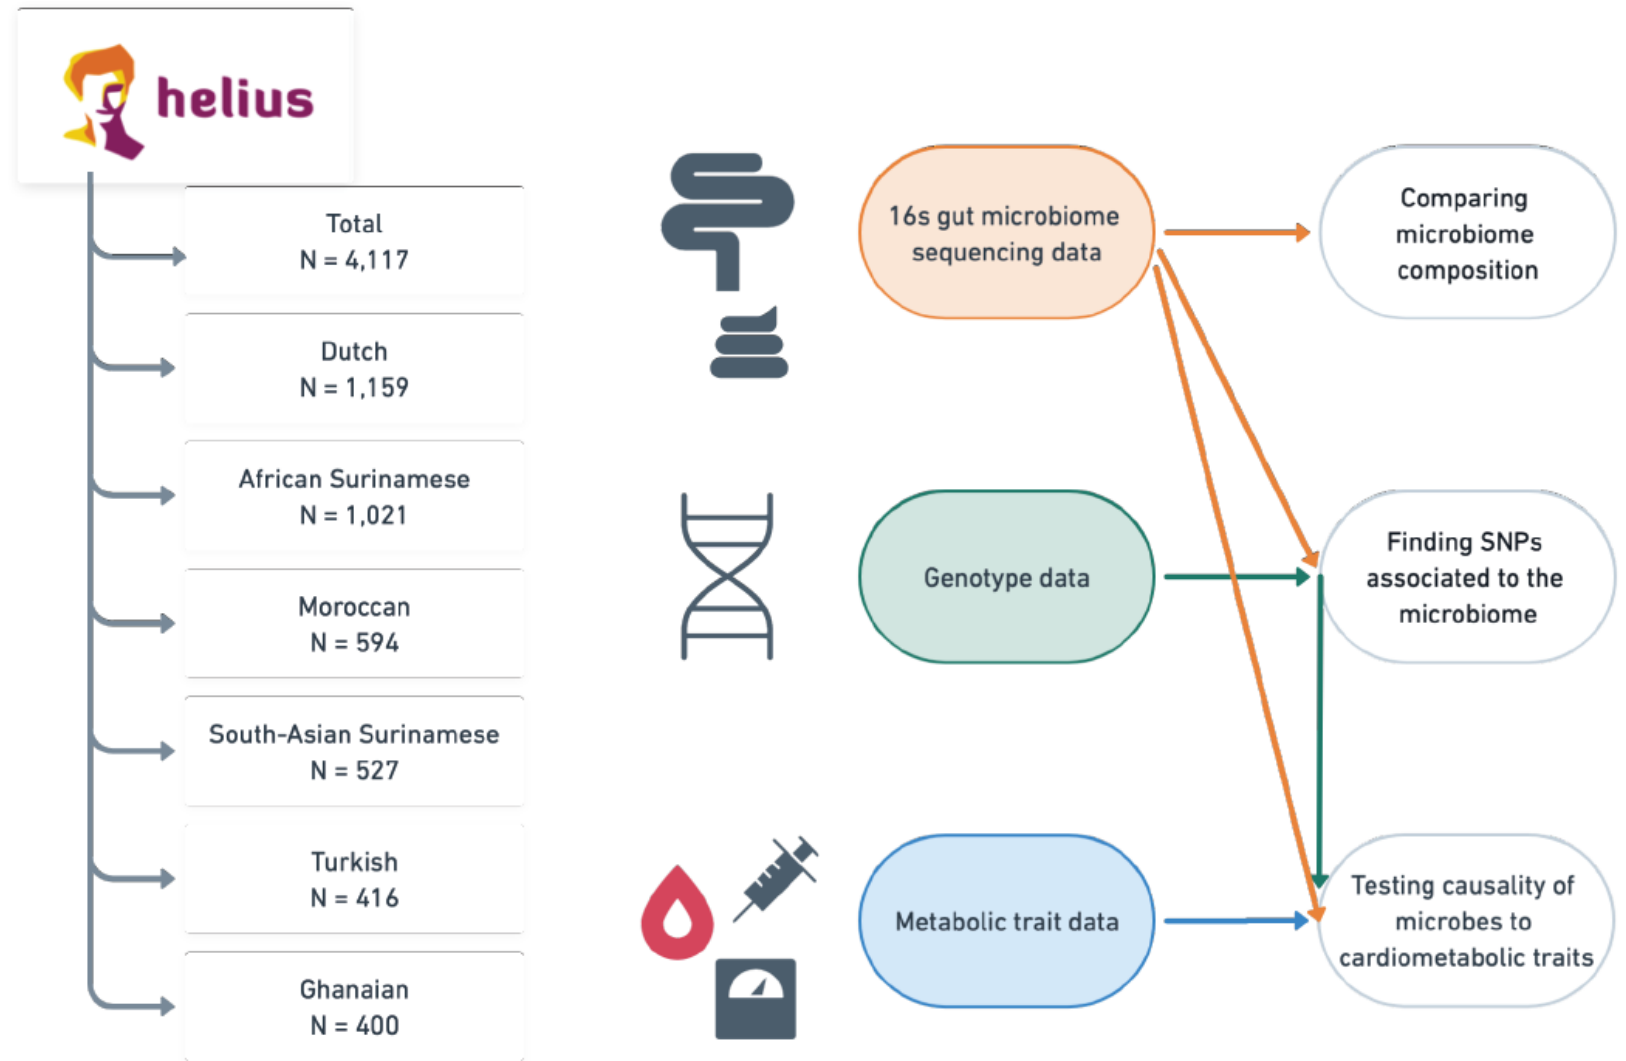 helius
Total
N = 4,117
Dutch
N = 1,159
African Surinamese
N = 1,021
Moroccan
N = 594
South-Asian Surinamese
N = 527
Turkish
N = 416
Ghanaian
N = 400
16s gut microbiome
sequencing data
Genotype data
Metabolic trait data
Comparing
microbiome
composition
Finding SNPs
associated to the
microbiome
Testing causality of
microbes to
cardiometabolic traits